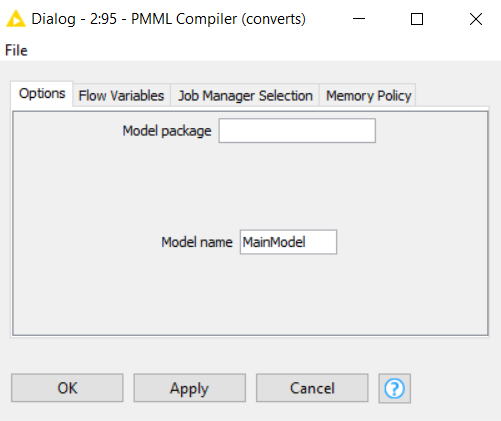 Dialog - 2:95 - PMML Compiler (converts)
File
Options Flow Variables Job Manager Selection Memory Policy
Model package
Model name MainModel
OK Apply Cancel ?